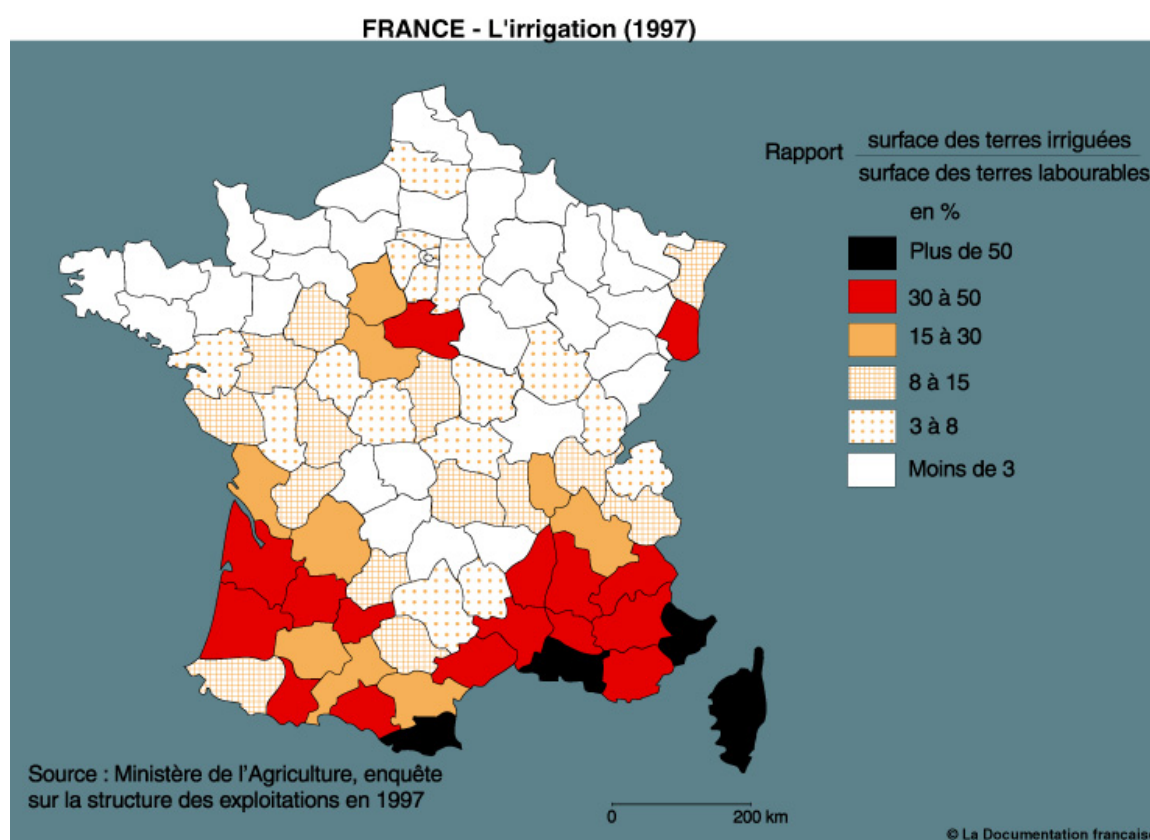 FRANCE - L'irrigation (1997)
Rapport
surface des terres irriguées
surface des terres labourables
en %
Plus de 50
30 à 50
15 à 30
8 à 15
3 à 8
Moins de 3
Source : Ministère de l'Agriculture, enquête
sur la structure des exploitations en 1997
0 200 km
© La Documentation française